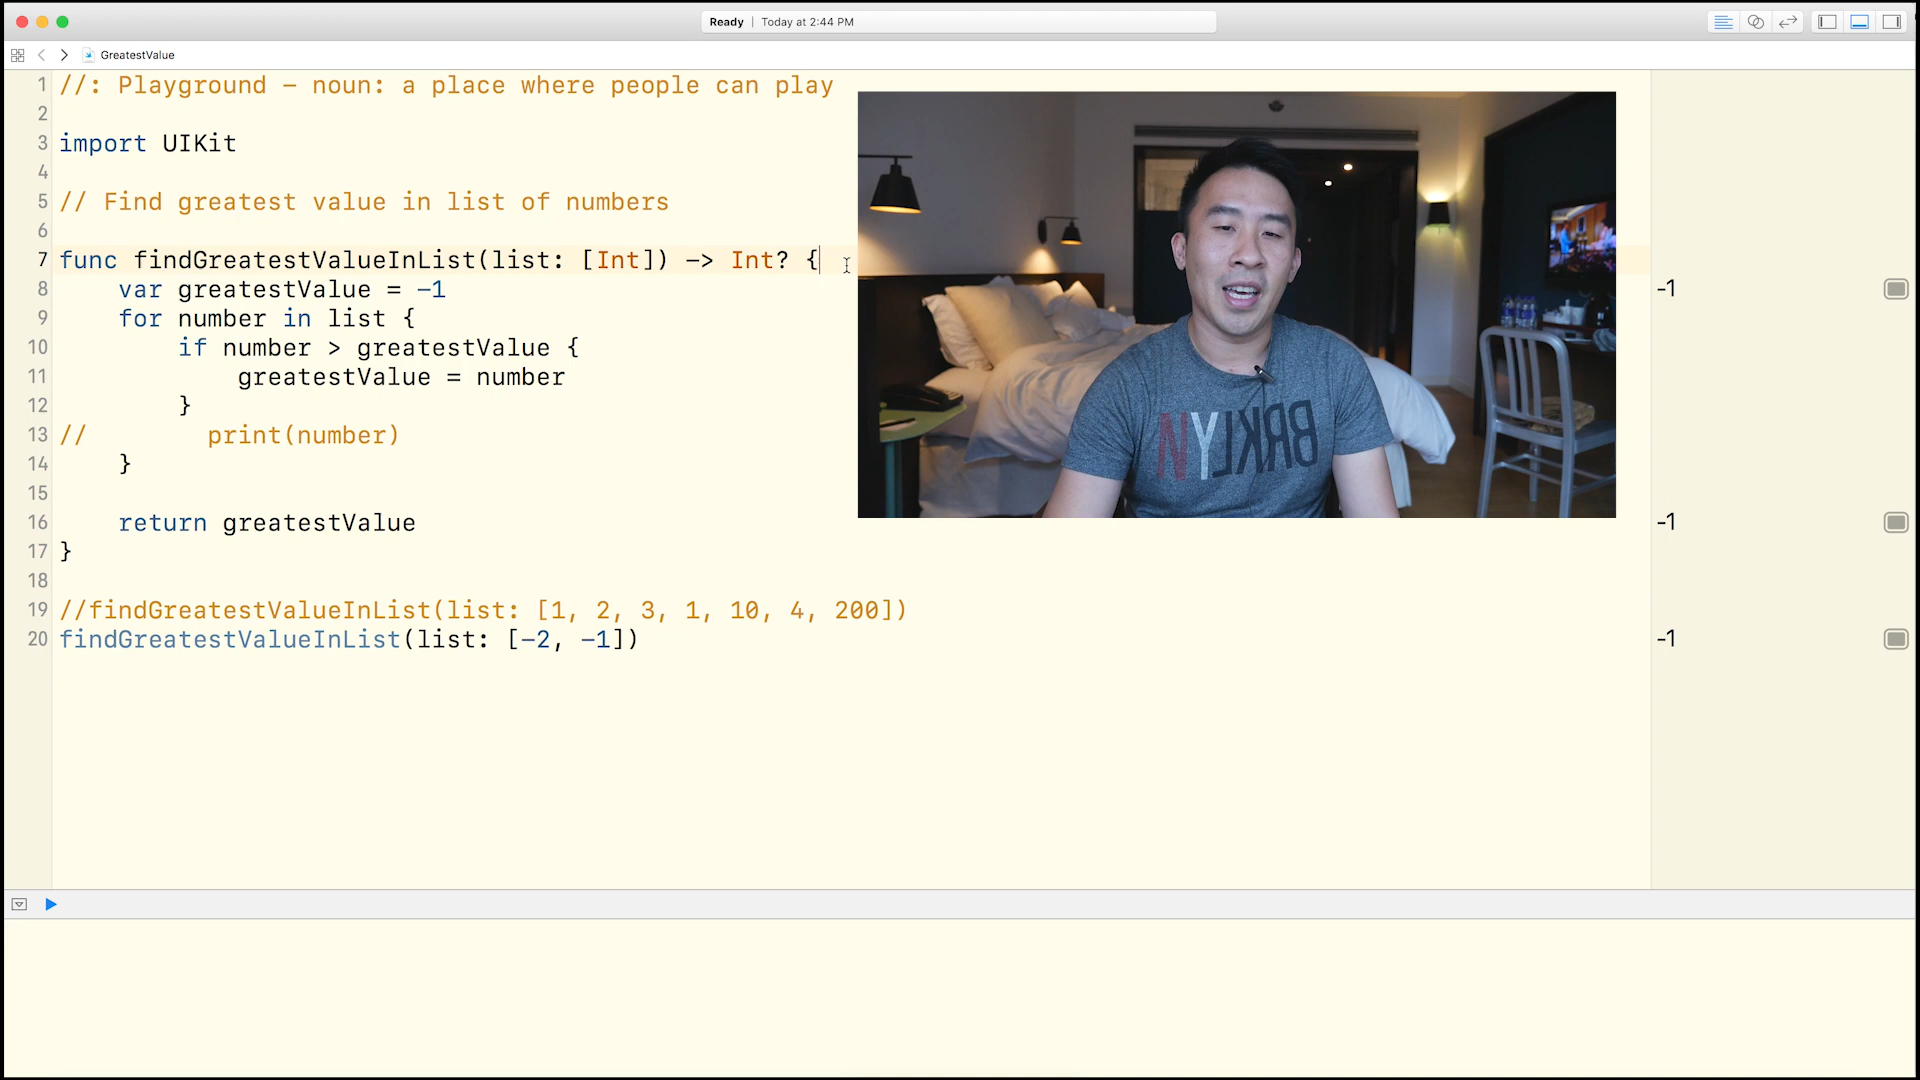 Ready | Today at 2:44 PM
GreatestValue
1 //: Playground – noun: a place where people can play
2
3 import UIKit
4
5 // Find greatest value in list of numbers
6
7 func findGreatestValueInList(list: [Int]) -> Int? {
8     var greatestValue = -1
-1
9     for number in list {
10         if number > greatestValue {
11             greatestValue = number
12         }
13 //        print(number)
14     }
15
16     return greatestValue
-1
17 }
18
19 //findGreatestValueInList(list: [1, 2, 3, 1, 10, 4, 200])
20 findGreatestValueInList(list: [-2, -1])
-1
BRKLYN